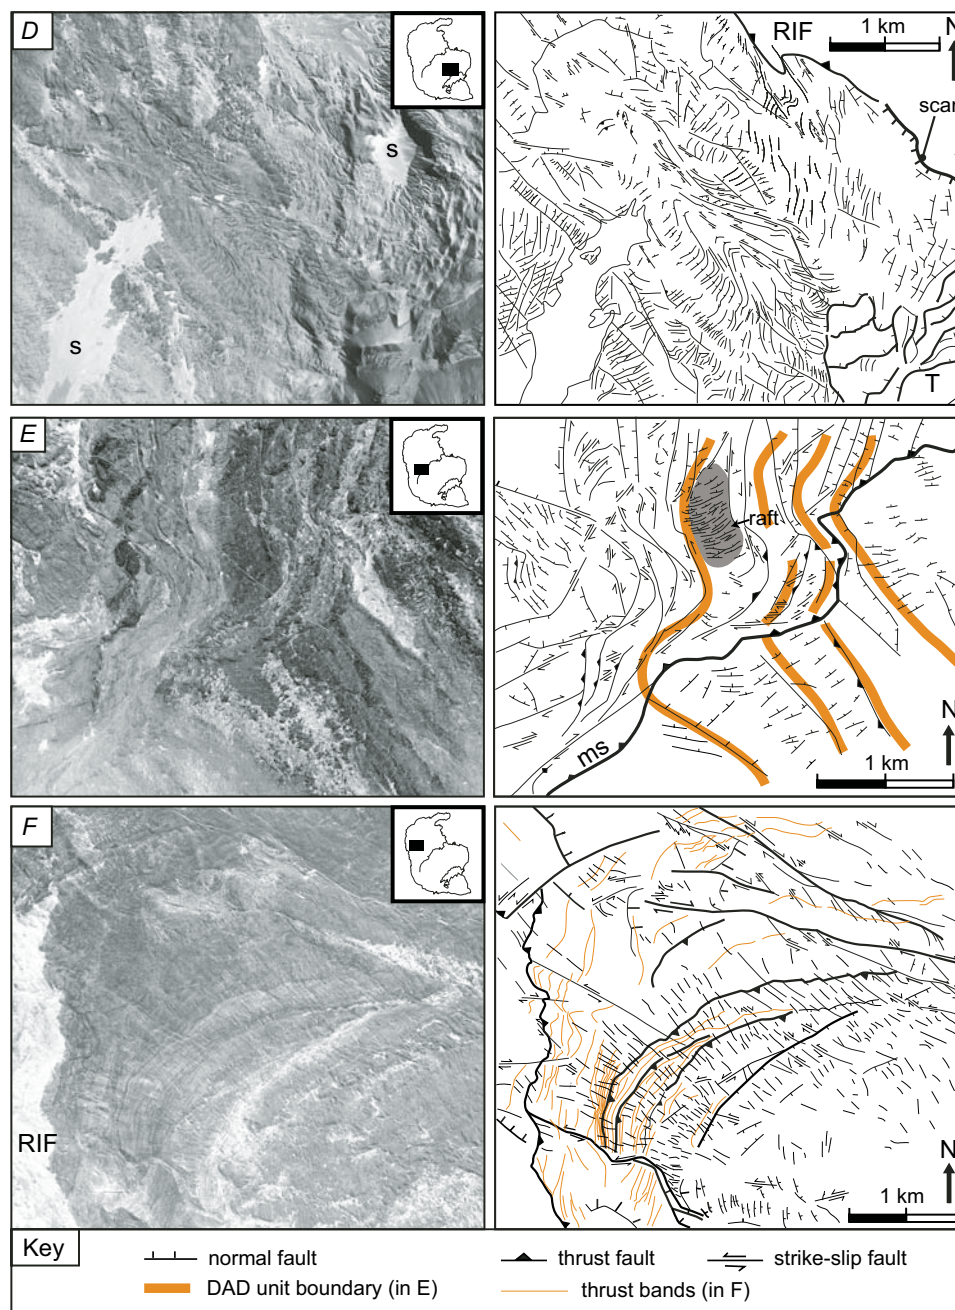 D
s
s
RIF
1 km
N
scar
T
E
raft
ms
N
1 km
F
RIF
N
1 km
Key
normal fault
thrust fault
strike-slip fault
DAD unit boundary (in E)
thrust bands (in F)